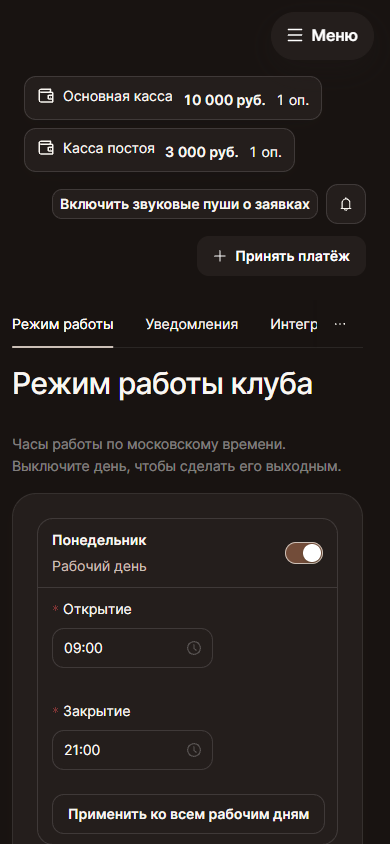 Меню
Основная касса 10 000 руб. 1 оп.
Касса постоя 3 000 руб. 1 оп.
Включить звуковые пуши о заявках
Принять платёж
Режим работы Уведомления Интегр ...
Режим работы клуба
Часы работы по московскому времени.
Выключите день, чтобы сделать его выходным.
Понедельник
Рабочий день
* Открытие
09:00
* Закрытие
21:00
Применить ко всем рабочим дням